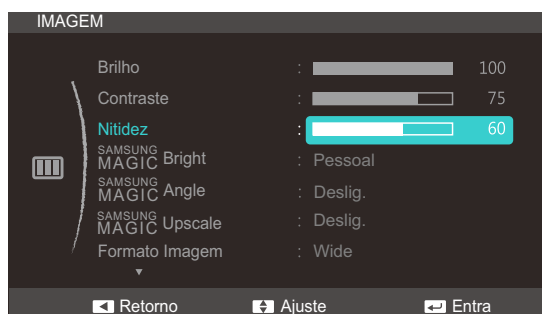 IMAGEM
Brilho : 100
Contraste : 75
Nitidez : 60
SAMSUNG MAGIC Bright : Pessoal
SAMSUNG MAGIC Angle : Deslig.
SAMSUNG MAGIC Upscale : Deslig.
Formato Imagem : Wide
Retorno Ajuste Entra